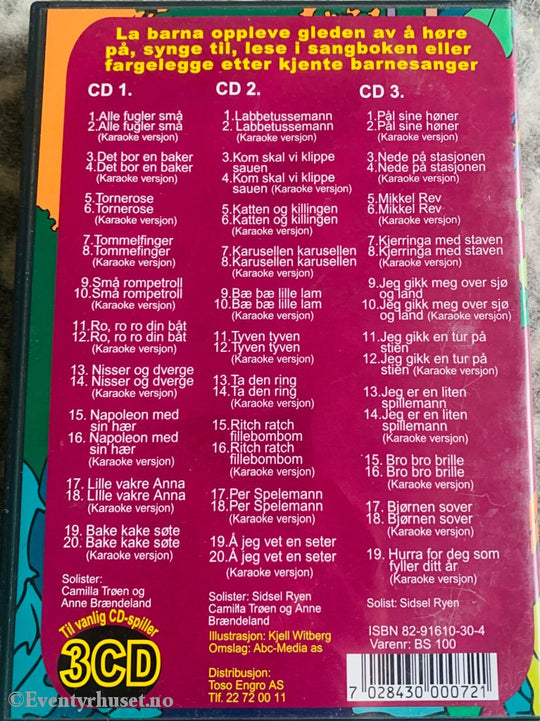 La barna oppleve gleden av å høre
på, synge til, lese i sangboken eller
fargelegge etter kjente barnesanger
CD 1.
1.Alle fugler små
2.Alle fugler små
(Karaoke versjon)
3.Det bor en baker
4.Det bor en baker
(Karaoke versjon)
5.Tornerose
6.Tornerose
(Karaoke versjon)
7.Tommelfinger
8.Tommefinger
(Karaoke versjon)
9.Små rompetroll
10.Små rompetroll
(Karaoke versjon)
11.Ro, ro ro din båt
12.Ro, ro ro din båt
(Karaoke versjon)
13. Nisser og dverge
14. Nisser og dverge
(Karaoke versjon)
15. Napoleon med
sin hær
16. Napoleon med
sin hær
(Karaoke versjon)
17. Lille vakre Anna
18. LIlle vakre Anna
(Karaoke versjon)
19. Bake kake søte
20. Bake kake søte
(Karaoke versjon)
Solister:
Camilla Trøen og
Anne Brændeland
Til vanlig CD-spiller
3CD
CD 2.
1.Labbetussemann
2. Labbetussemann
(Karaoke versjon)
3.Kom skal vi klippe
sauen
4.Kom skal vi klippe
sauen (Karaoke versjon)
5.Katten og killingen
6.Katten og killingen
(Karaoke versjon)
7.Karusellen karusellen
8.Karusellen karusellen
(Karaoke versjon)
9.Bæ bæ lille lam
10.Bæ bæ lille lam
(Karaoke versjon)
11.Tyven tyven
12.Tyven tyven
(Karaoke versjon)
13.Ta den ring
14.Ta den ring
(Karaoke versjon)
15.Ritch ratch
fillebombom
16.Ritch ratch
fillebombom
(Karaoke versjon)
17.Per Spelemann
18.Per Spelemann
(Karaoke versjon)
19.Å jeg vet en seter
20.Å jeg vet en seter
(Karaoke versjon)
Solister: Sidsel Ryen
Camilla Trøen og Anne
Brændeland
Illustrasjon: Kjell Witberg
Omslag: Abc-Media as
Distribusjon:
Toso Engro AS
Tlf. 22 72 00 11
CD 3.
1.Pål sine høner
2.Pål sine høner
(Karaoke versjon)
3.Nede på stasjonen
4.Nede på stasjonen
(Karaoke versjon)
5.Mikkel Rev
6.Mikkel Rev
(Karaoke versjon)
7.Kjerringa med staven
8.Kjerringa med staven
(Karaoke versjon)
9.Jeg gikk meg over sjø
og land
10.Jeg gikk meg over sjø
og land (Karaoke versjon)
11.Jeg gikk en tur på
stien
12.Jeg gikk en tur på
stien (Karaoke versjon)
13.Jeg er en liten
spillemann
14.Jeg er en liten
spillemann
(Karaoke versjon)
15. Bro bro brille
16. Bro bro brille
(Karaoke versjon)
17. Bjørnen sover
18. Bjørnen sover
(Karaoke versjon)
19. Hurra for deg som
fyller ditt år
(Karaoke versjon)
Solist: Sidsel Ryen
ISBN 82-91610-30-4
Varenr: BS 100
7 028430 000721
©Eventyrhuset.no